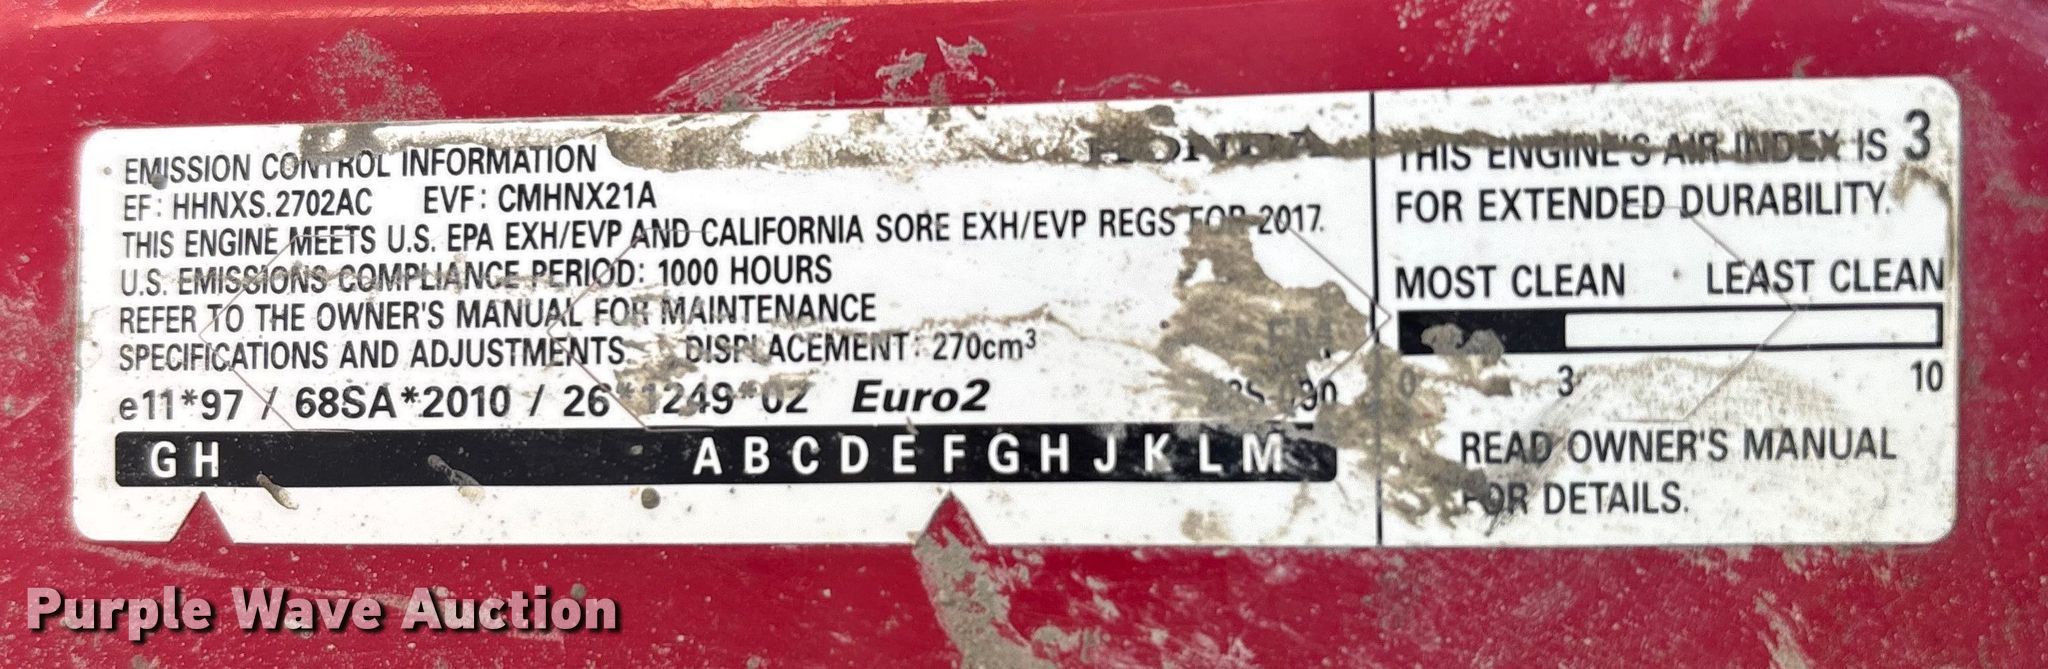 EMISSION CONTROL INFORMATION
HONDA
EF: HHNXS.2702AC EVF: CMHNX21A
THIS ENGINE MEETS U.S. EPA EXH/EVP AND CALIFORNIA SORE EXH/EVP REGS FOR 2017.
U.S. EMISSIONS COMPLIANCE PERIOD: 1000 HOURS
REFER TO THE OWNER'S MANUAL FOR MAINTENANCE
SPECIFICATIONS AND ADJUSTMENTS. DISPLACEMENT: 270cm³
EM
e11*97 / 68SA*2010 / 26*1249*02 Euro2
G H A B C D E F G H J K L M
THIS ENGINE'S AIR INDEX IS 3
FOR EXTENDED DURABILITY.
MOST CLEAN LEAST CLEAN
0 3 10
READ OWNER'S MANUAL
FOR DETAILS.
Purple Wave Auction